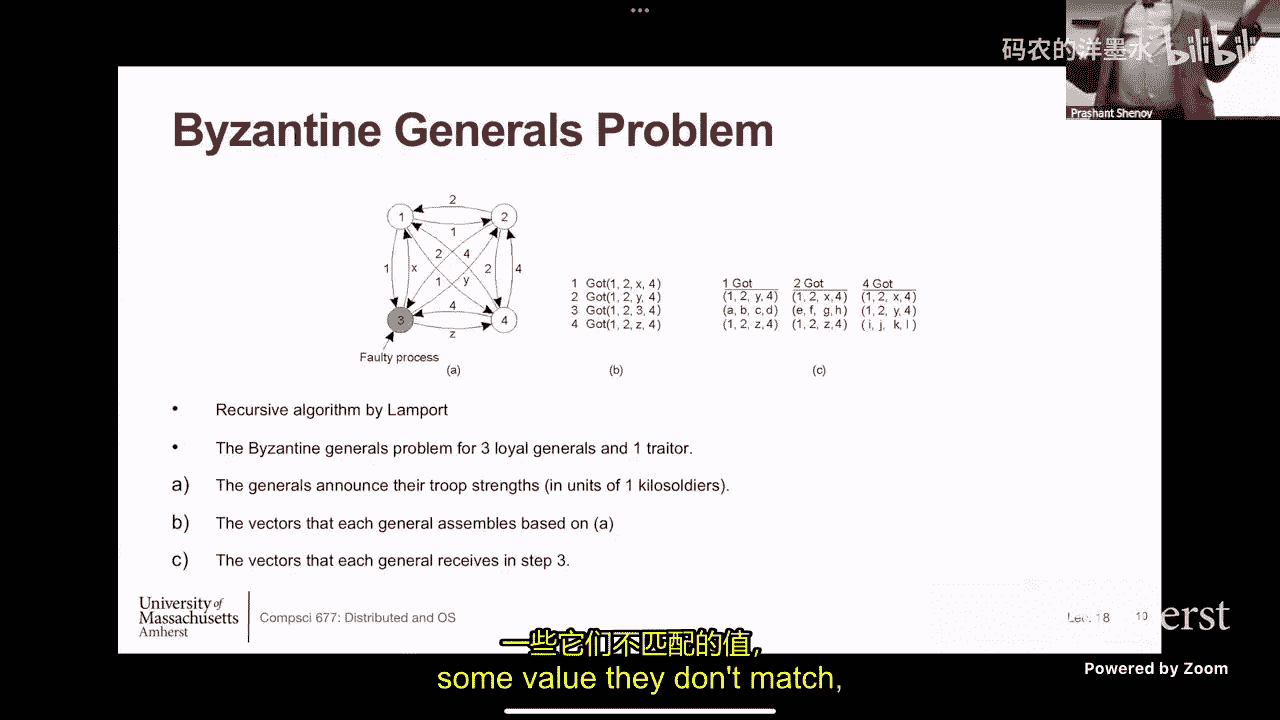 码农的洋墨水 bilibili
Prashant Shenoy
Byzantine Generals Problem
2
1 2
1
2 4
1 x 2 4
1 y
4
3 4
z
Faulty process
(a)
1 Got(1, 2, x, 4)
2 Got(1, 2, y, 4)
3 Got(1, 2, 3, 4)
4 Got(1, 2, z, 4)
(b)
1 Got 2 Got 4 Got
(1, 2, y, 4) (1, 2, x, 4) (1, 2, x, 4)
(a, b, c, d) (e, f, g, h) (1, 2, y, 4)
(1, 2, z, 4) (1, 2, z, 4) (i, j, k, l)
(c)
• Recursive algorithm by Lamport
• The Byzantine generals problem for 3 loyal generals and 1 traitor.
a) The generals announce their troop strengths (in units of 1 kilosoldiers).
b) The vectors that each general assembles based on (a)
c) The vectors that each general receives in step 3.
University of
Massachusetts
Amherst
Compsci 677: Distributed and OS
Lec. 18 10
erst
一些它们不匹配的值,
some value they don't match,
Powered by Zoom